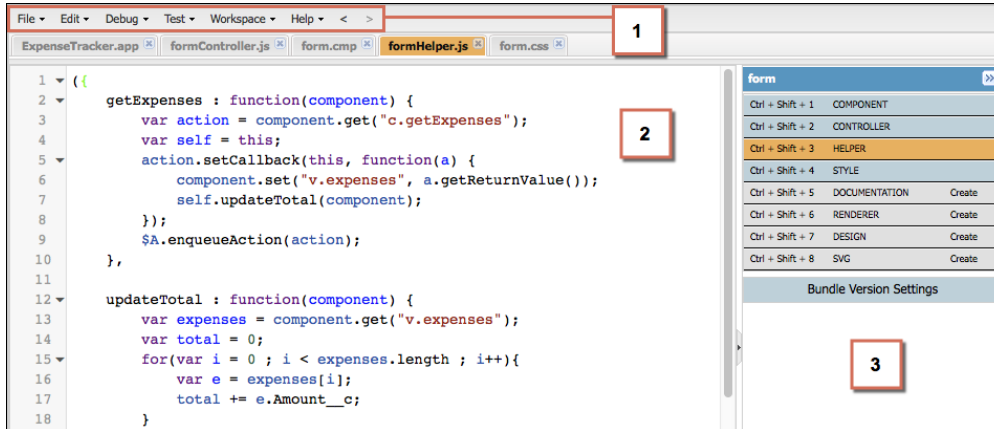 File Edit Debug Test Workspace Help < >
1
ExpenseTracker.app formController.js form.cmp formHelper.js form.css
1 ({
2 getExpenses : function(component) {
3 var action = component.get("c.getExpenses");
4 var self = this;
5 action.setCallback(this, function(a) {
6 component.set("v.expenses", a.getReturnValue());
7 self.updateTotal(component);
8 });
9 $A.enqueueAction(action);
10 },
11
12 updateTotal : function(component) {
13 var expenses = component.get("v.expenses");
14 var total = 0;
15 for(var i = 0 ; i < expenses.length ; i++){
16 var e = expenses[i];
17 total += e.Amount__c;
18 }
2
form
Ctrl + Shift + 1 COMPONENT
Ctrl + Shift + 2 CONTROLLER
Ctrl + Shift + 3 HELPER
Ctrl + Shift + 4 STYLE
Ctrl + Shift + 5 DOCUMENTATION Create
Ctrl + Shift + 6 RENDERER Create
Ctrl + Shift + 7 DESIGN Create
Ctrl + Shift + 8 SVG Create
Bundle Version Settings
3